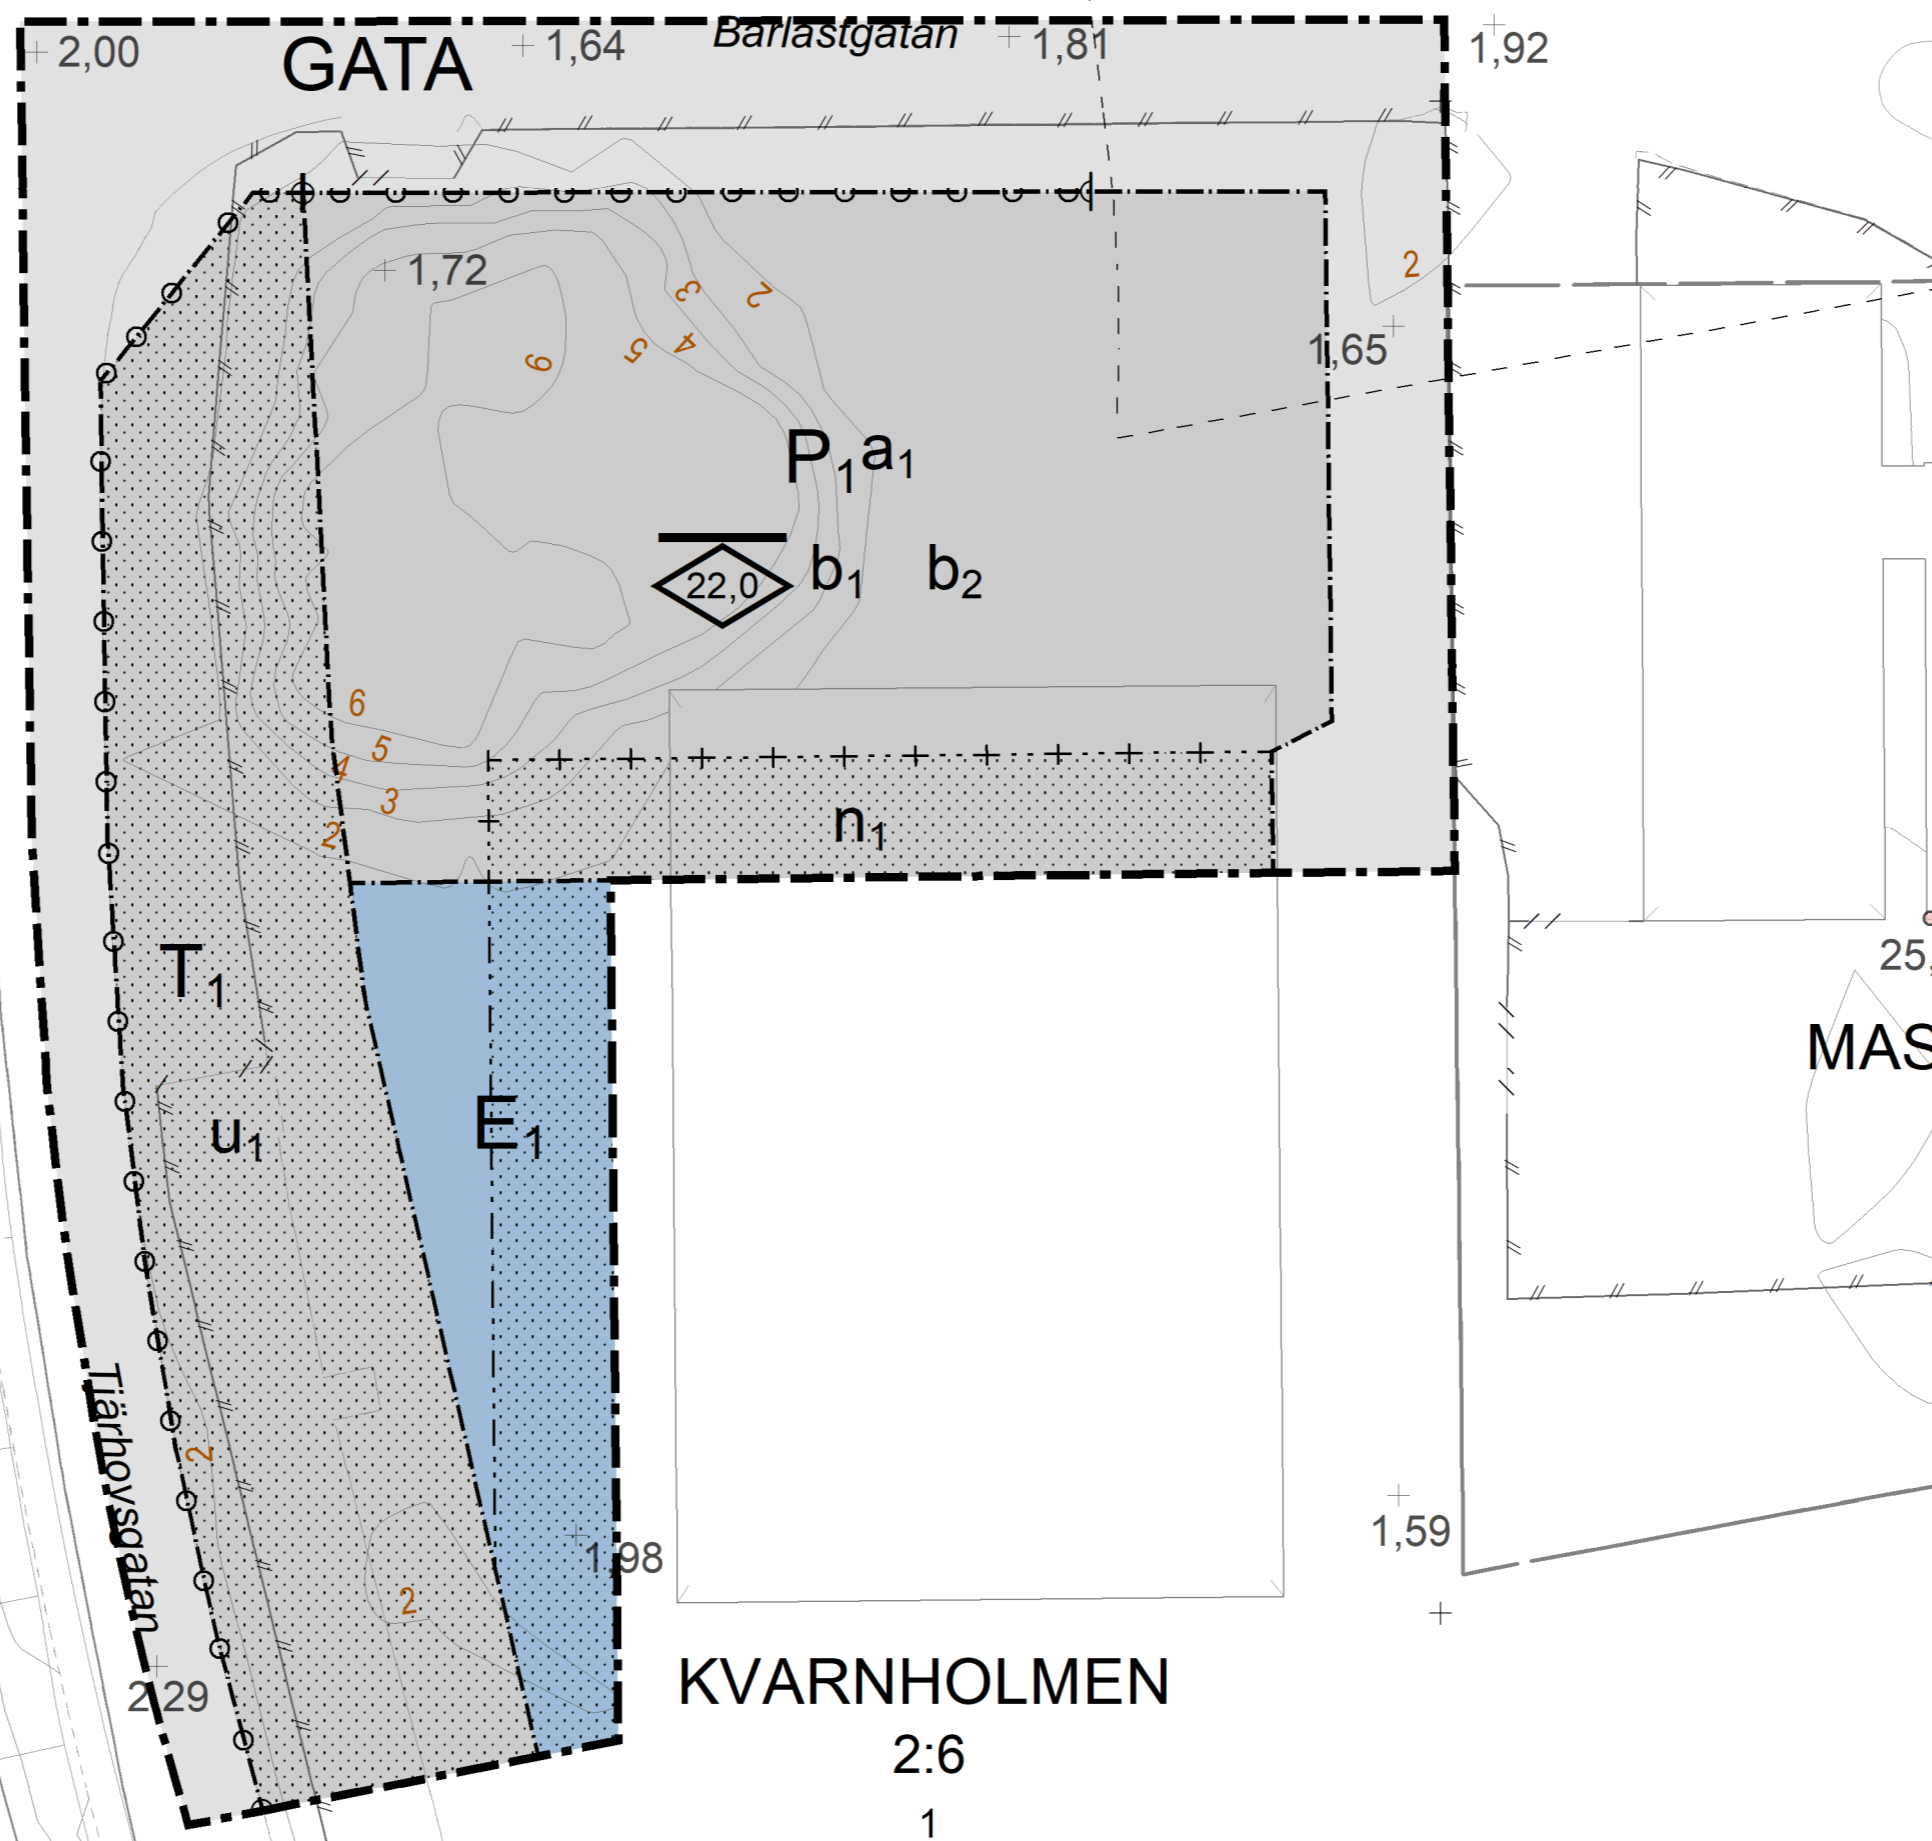 Barlastgatan
2,00
GATA
1,64
1,81
1,92
1,72
2
3
2
1,65
4
5
6
P₁a₁
22,0
b₁
b₂
6
5
4
3
2
n₁
T₁
25,
MAS
E₁
u₁
Tjärhovsgatan
2
1,59
1,98
2
KVARNHOLMEN
2,29
2:6
1